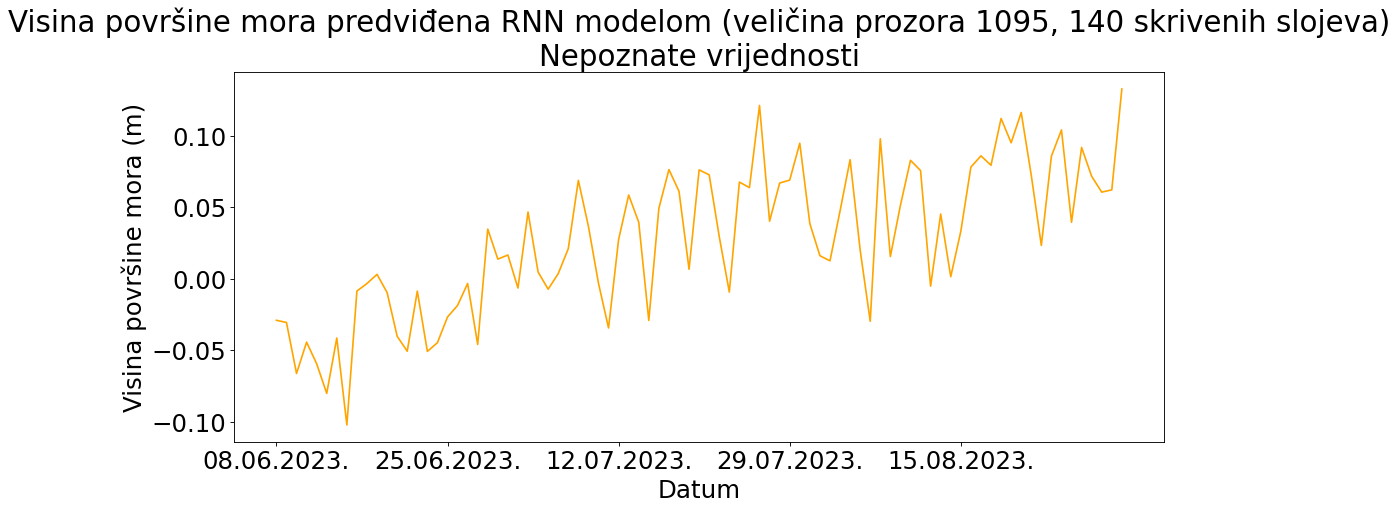 Visina površine mora predviđena RNN modelom (veličina prozora 1095, 140 skrivenih slojeva)
Nepoznate vrijednosti
Visina površine mora (m)
0.10
0.05
0.00
−0.05
−0.10
08.06.2023. 25.06.2023. 12.07.2023. 29.07.2023. 15.08.2023.
Datum